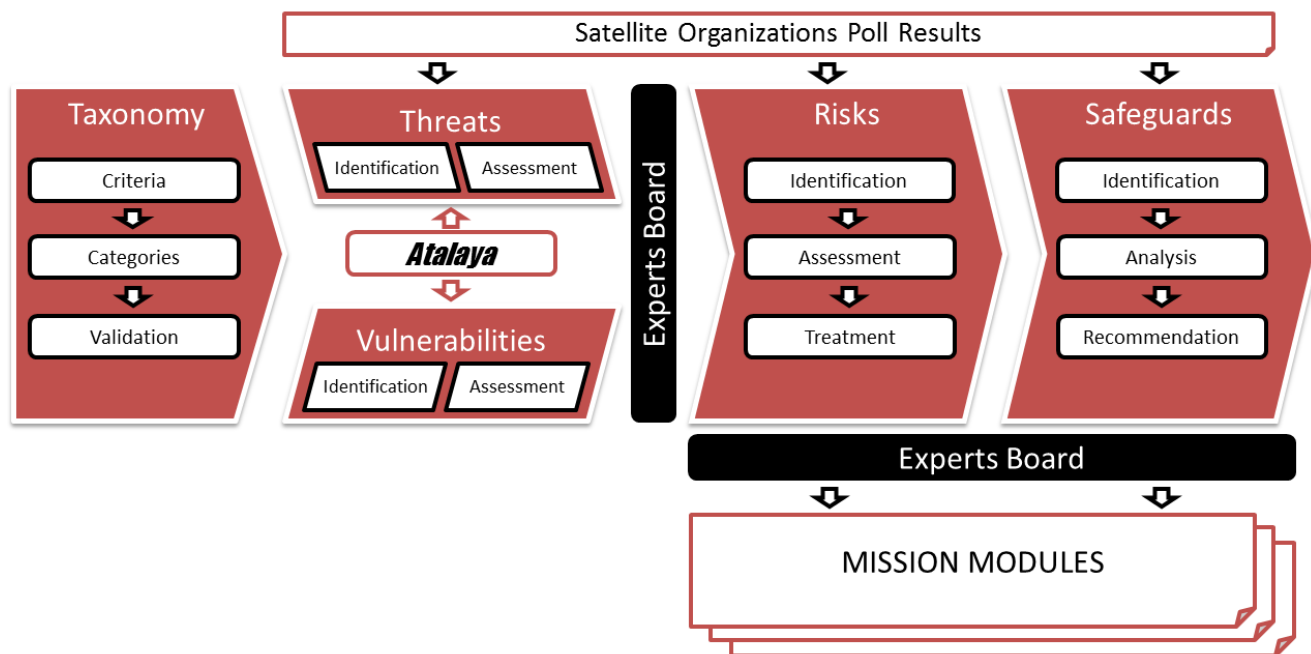 Satellite Organizations Poll Results
Taxonomy
Criteria
Categories
Validation
Threats
Identification
Assessment
Atalaya
Vulnerabilities
Identification
Assessment
Experts Board
Risks
Identification
Assessment
Treatment
Safeguards
Identification
Analysis
Recommendation
Experts Board
MISSION MODULES